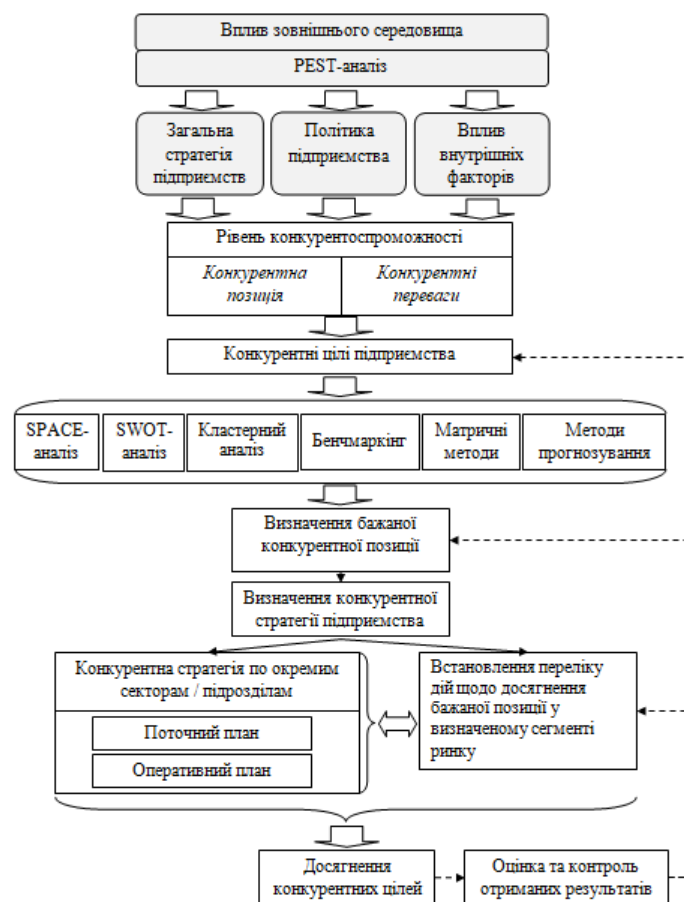 Вплив зовнішнього середовища
PEST-аналіз
Загальна
стратегія
підприємств
Політика
підприємства
Вплив
внутрішніх
факторів
Рівень конкурентоспроможності
Конкурентна
позиція
Конкурентні
переваги
Конкурентні цілі підприємства
SPACE-
аналіз
SWOT-
аналіз
Кластерний
аналіз
Бенчмаркінг
Матричні
методи
Методи
прогнозування
Визначення бажаної
конкурентної позиції
Визначення конкурентної
стратегії підприємства
Конкурентна стратегія по окремим
секторам / підрозділам
Поточний план
Оперативний план
Встановлення переліку
дій щодо досягнення
бажаної позиції у
визначеному сегменті
ринку
Досягнення
конкурентних цілей
Оцінка та контроль
отриманих результатів